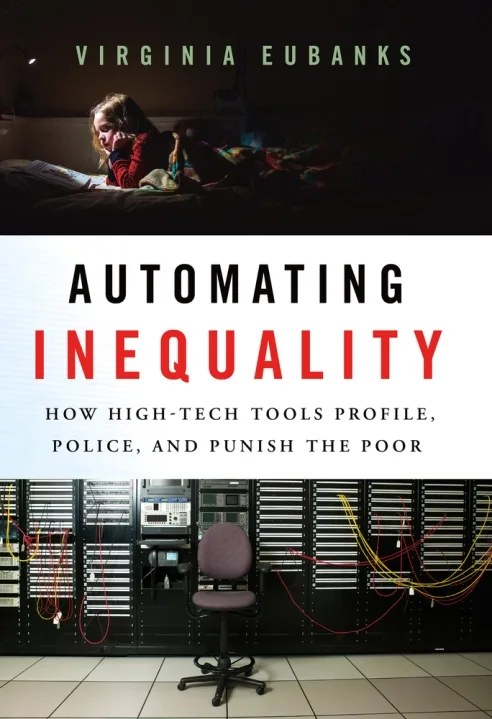 VIRGINIA EUBANKS
AUTOMATING
INEQUALITY
HOW HIGH-TECH TOOLS PROFILE,
POLICE, AND PUNISH THE POOR